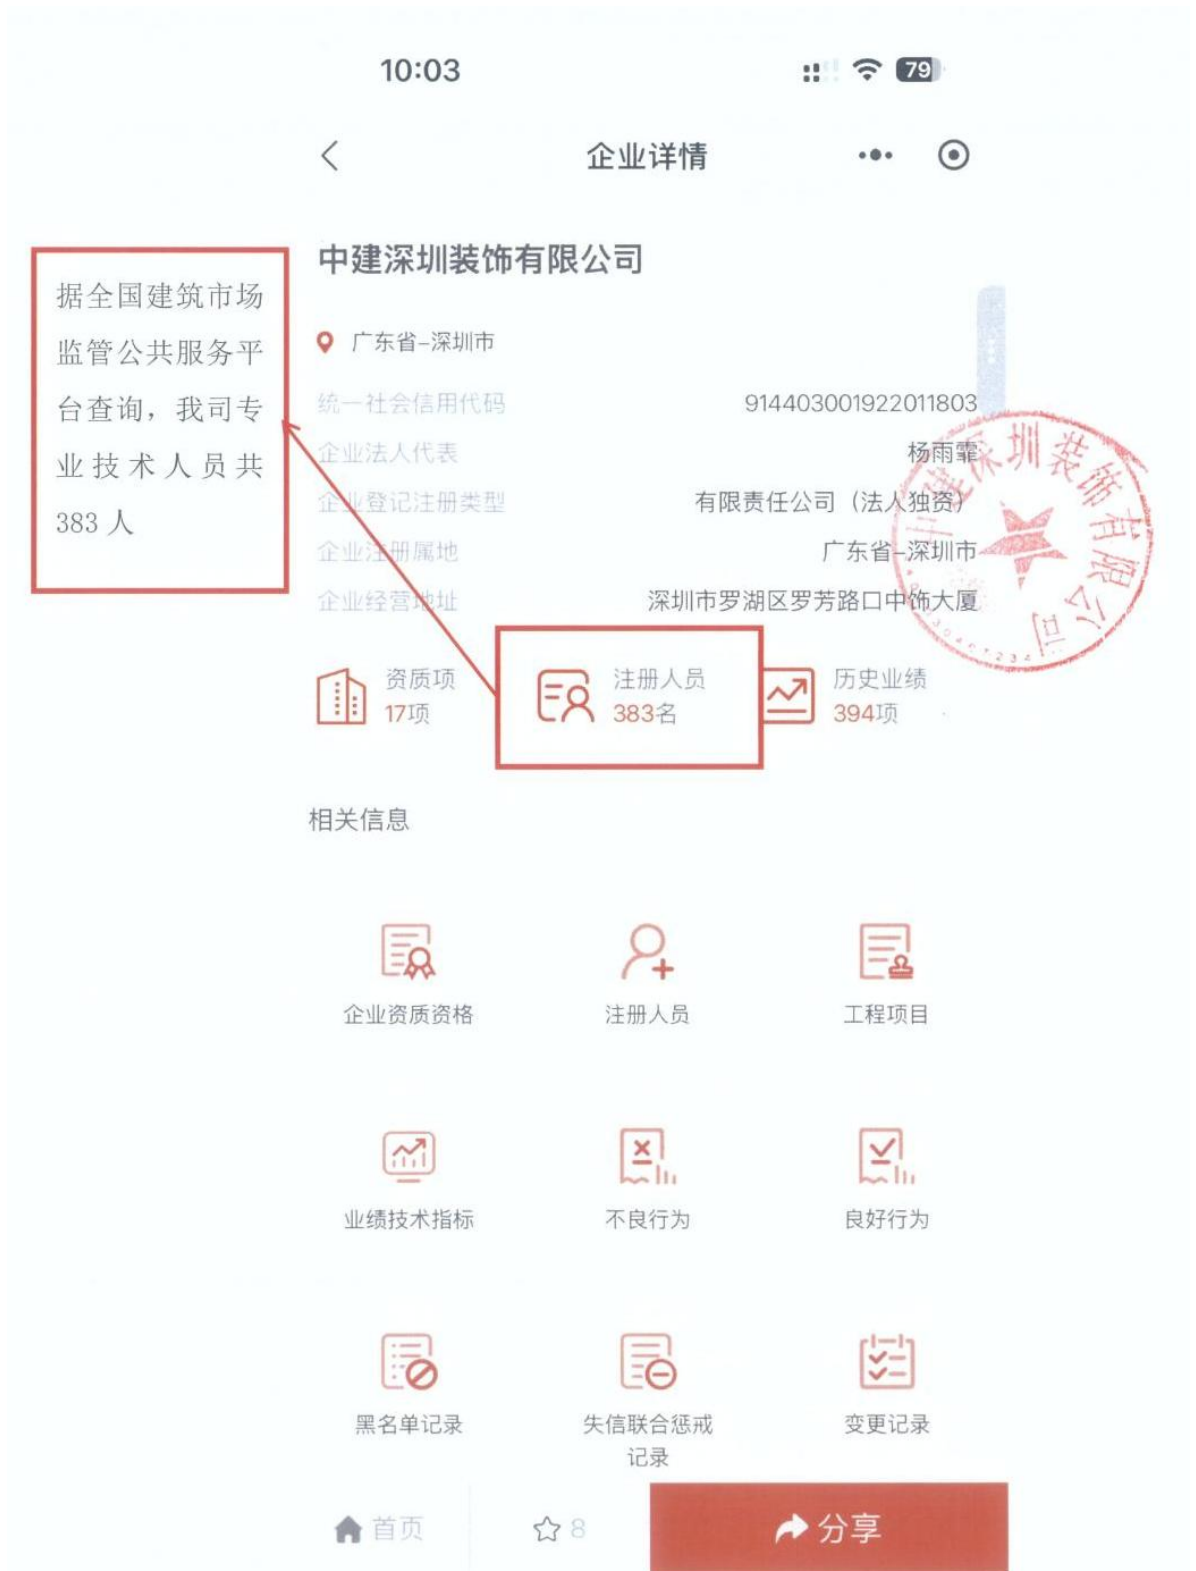 10:03
79
企业详情
中建深圳装饰有限公司
据全国建筑市场
监管公共服务平
台查询，我司专
业技术人员共
383 人
广东省-深圳市
统一社会信用代码
914403001922011803
企业法人代表
杨雨霏
企业登记注册类型
有限责任公司（法人独资）
企业注册属地
广东省-深圳市
企业经营地址
深圳市罗湖区罗芳路口中饰大厦
中建深圳装饰有限公司
资质项
17项
注册人员
383名
历史业绩
394项
相关信息
企业资质资格
注册人员
工程项目
业绩技术指标
不良行为
良好行为
黑名单记录
失信联合惩戒
记录
变更记录
首页
8
分享